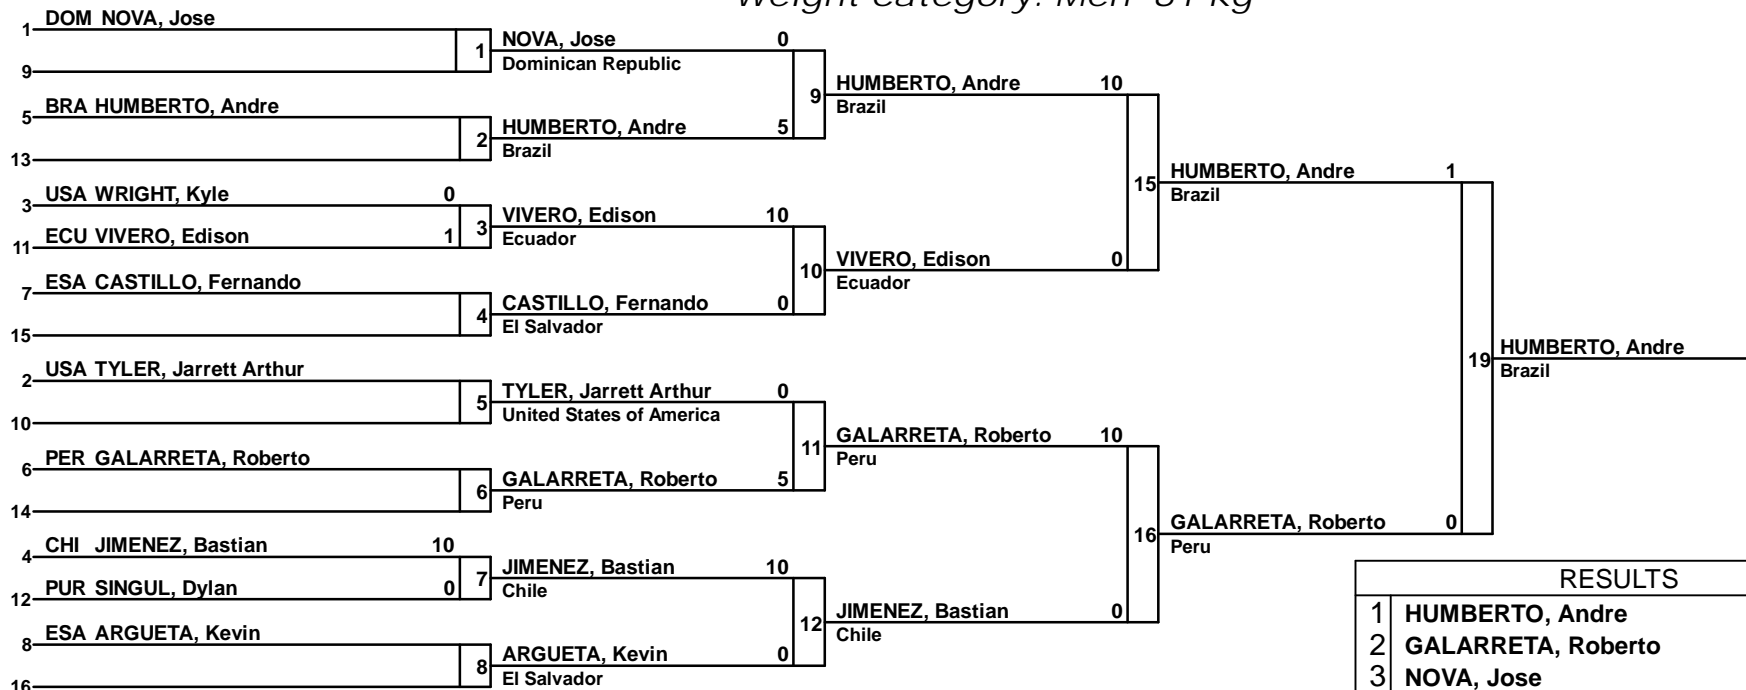 1 DOM NOVA, Jose
9
1 NOVA, Jose 0
Dominican Republic
5 BRA HUMBERTO, Andre
13
2 HUMBERTO, Andre 5
Brazil
3 USA WRIGHT, Kyle 0
11 ECU VIVERO, Edison 1
3 VIVERO, Edison 10
Ecuador
7 ESA CASTILLO, Fernando
15
4 CASTILLO, Fernando 0
El Salvador
2 USA TYLER, Jarrett Arthur
10
5 TYLER, Jarrett Arthur 0
United States of America
6 PER GALARRETA, Roberto
14
6 GALARRETA, Roberto 5
Peru
4 CHI JIMENEZ, Bastian 10
12 PUR SINGUL, Dylan 0
7 JIMENEZ, Bastian 10
Chile
8 ESA ARGUETA, Kevin
16
8 ARGUETA, Kevin 0
El Salvador
9 HUMBERTO, Andre 10
Brazil
10 VIVERO, Edison 0
Ecuador
11 GALARRETA, Roberto 10
Peru
12 JIMENEZ, Bastian 0
Chile
15 HUMBERTO, Andre 1
Brazil
16 GALARRETA, Roberto 0
Peru
19 HUMBERTO, Andre
Brazil
RESULTS
1 HUMBERTO, Andre
2 GALARRETA, Roberto
3 NOVA, Jose